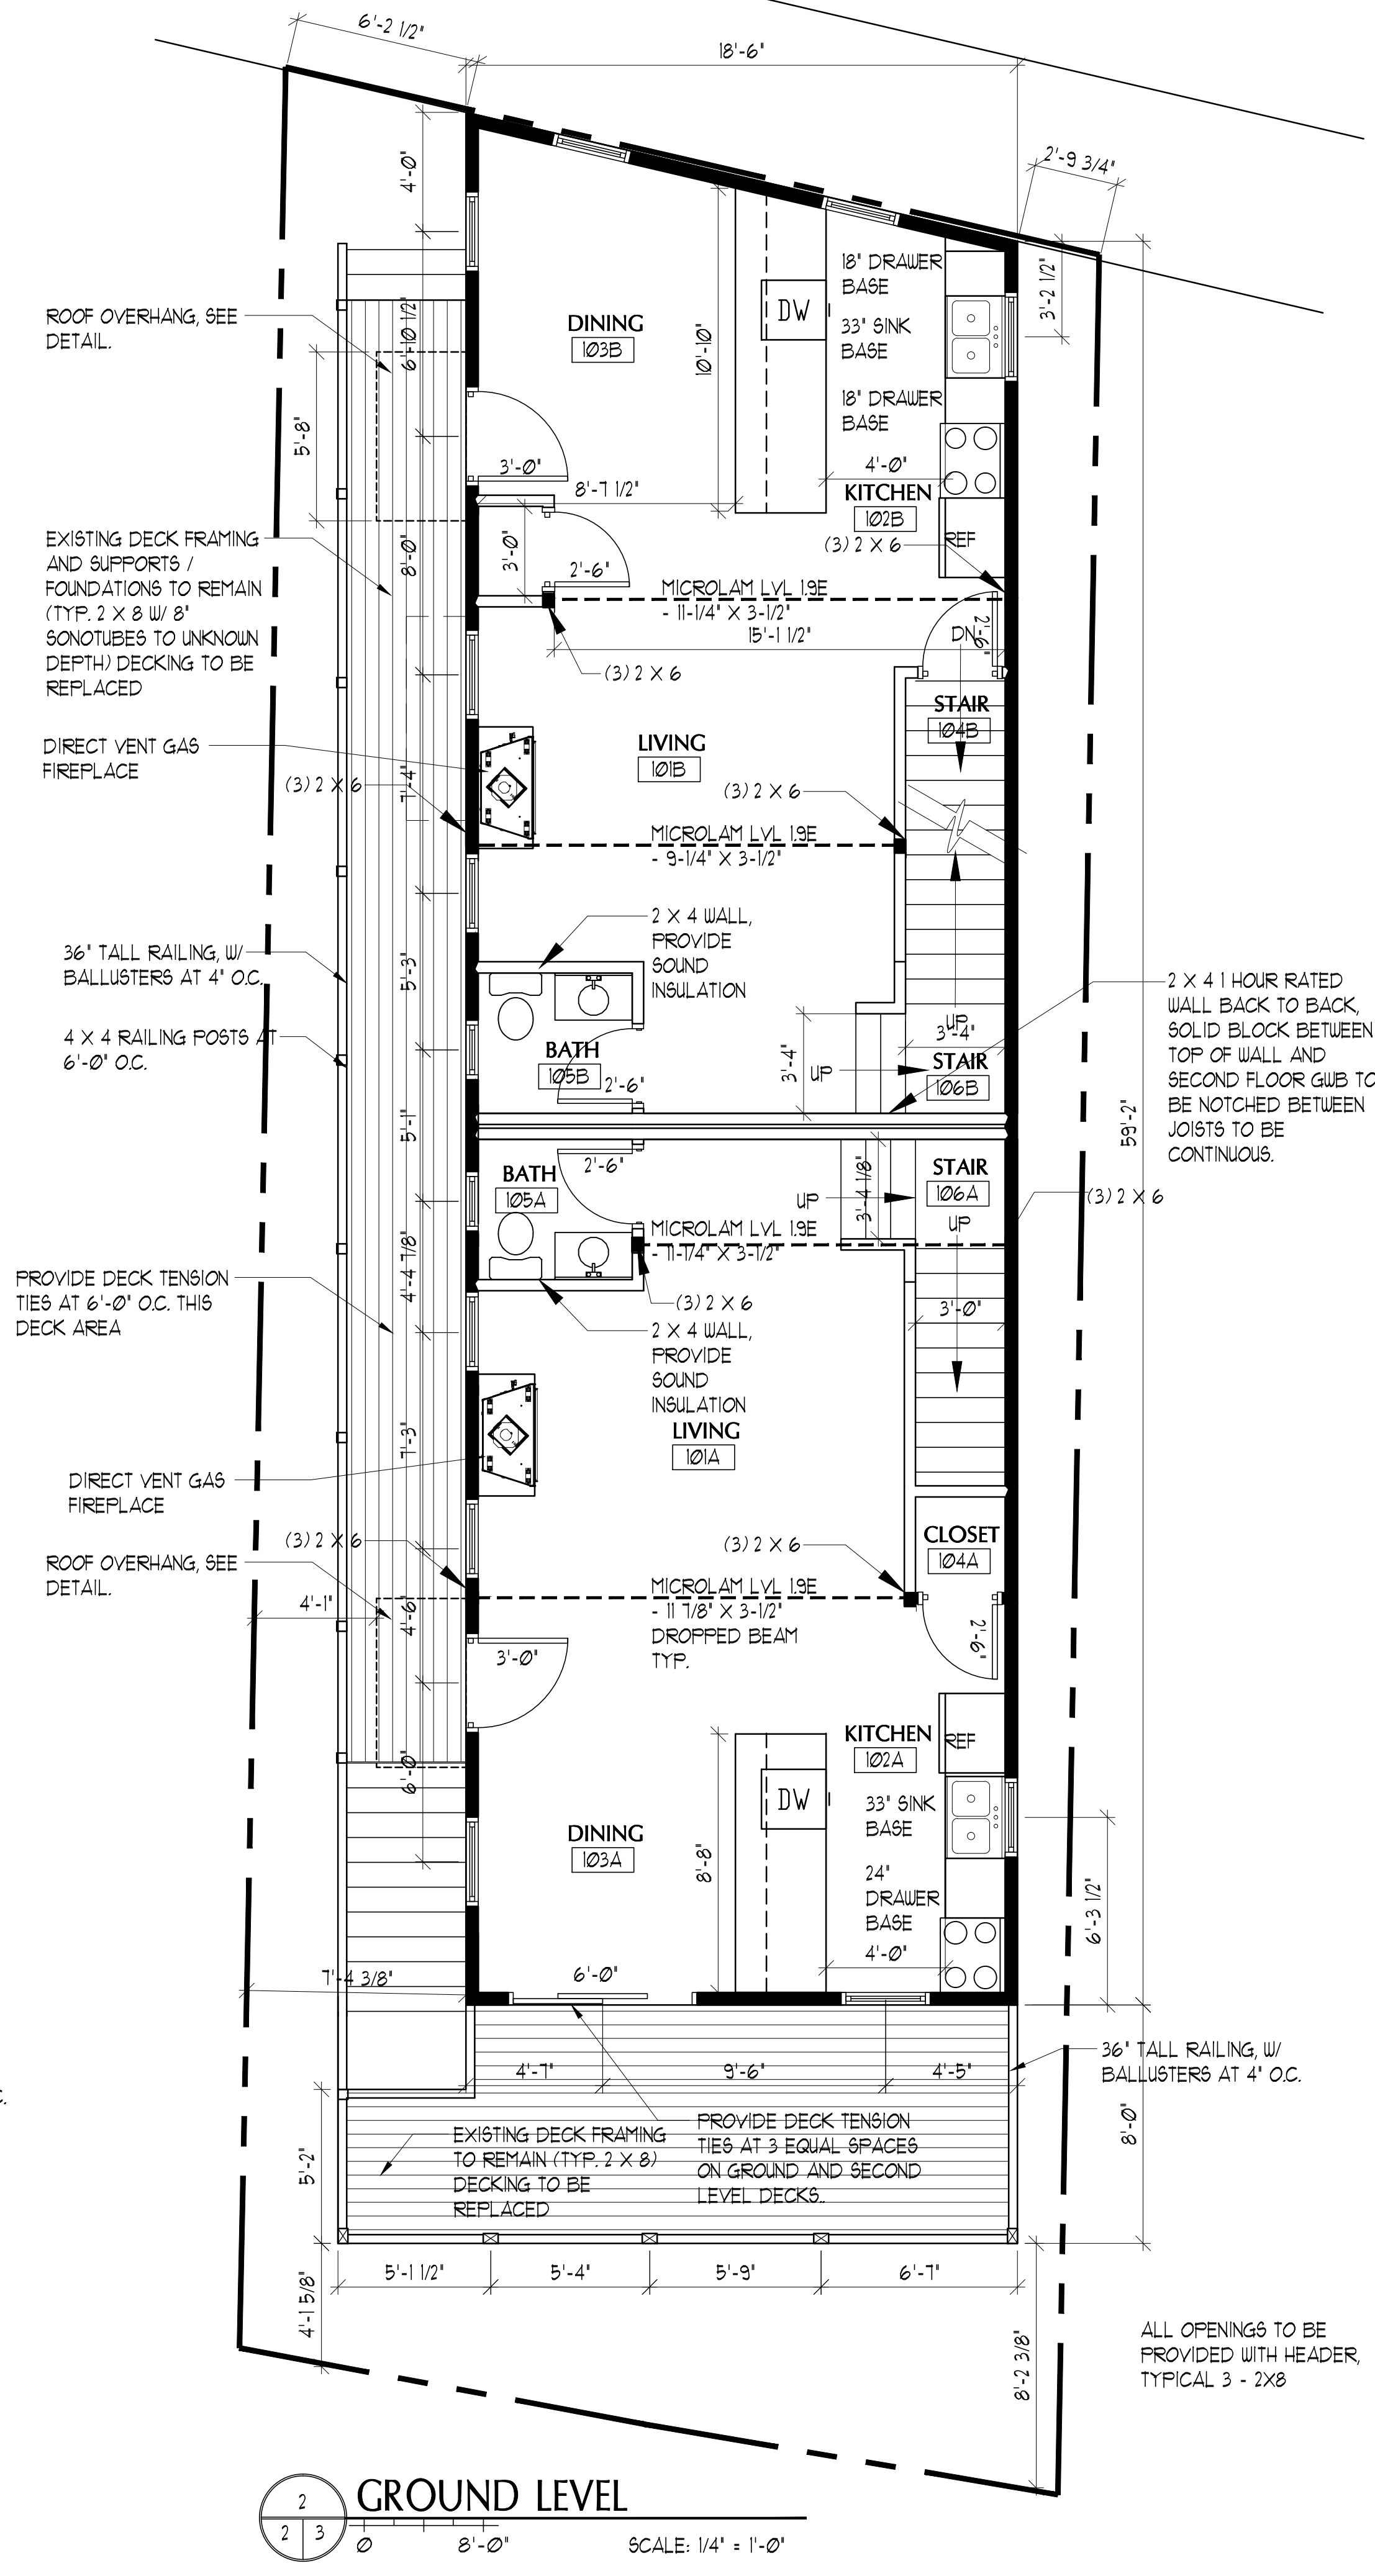 6'-2 1/2"
18'-6"
2'-9 3/4"
4'-0"
3'-2 1/2"
18" DRAWER
BASE
ROOF OVERHANG, SEE
DETAIL.
6'-10 1/2"
DINING
103B
DW
33" SINK
BASE
10'-10"
18" DRAWER
BASE
5'-8"
3'-0"
4'-0"
8'-7 1/2"
KITCHEN
102B
EXISTING DECK FRAMING
AND SUPPORTS /
FOUNDATIONS TO REMAIN
(TYP. 2 X 8 W/ 8"
SONOTUBES TO UNKNOWN
DEPTH) DECKING TO BE
REPLACED
8'-0"
3'-0"
2'-6"
(3) 2 X 6
REF
MICROLAM LVL 1.9E
- 11-1/4" X 3-1/2"
15'-1 1/2"
DN
2'-6"
(3) 2 X 6
STAIR
104B
DIRECT VENT GAS
FIREPLACE
LIVING
101B
(3) 2 X 6
7'-4"
(3) 2 X 6
MICROLAM LVL 1.9E
- 9-1/4" X 3-1/2"
2 X 4 WALL,
PROVIDE
SOUND
INSULATION
36" TALL RAILING, W/
BALLUSTERS AT 4" O.C.
5'-3"
2 X 4 1 HOUR RATED
WALL BACK TO BACK,
SOLID BLOCK BETWEEN
TOP OF WALL AND
SECOND FLOOR GWB TO
BE NOTCHED BETWEEN
JOISTS TO BE
CONTINUOUS.
4 X 4 RAILING POSTS AT
6'-0" O.C.
UP
3'-4"
BATH
105B
2'-6"
3'-4"
UP
STAIR
106B
5'-1"
59'-2"
BATH
105A
2'-6"
3'-4 1/8"
STAIR
106A
UP
UP
(3) 2 X 6
MICROLAM LVL 1.9E
- 11-1/4" X 3-1/2"
4'-4 7/8"
PROVIDE DECK TENSION
TIES AT 6'-0" O.C. THIS
DECK AREA
(3) 2 X 6
3'-0"
2 X 4 WALL,
PROVIDE
SOUND
INSULATION
LIVING
101A
7'-3"
DIRECT VENT GAS
FIREPLACE
(3) 2 X 6
(3) 2 X 6
CLOSET
104A
ROOF OVERHANG, SEE
DETAIL.
4'-1"
4'-6"
MICROLAM LVL 1.9E
- 11 7/8" X 3-1/2"
DROPPED BEAM
TYP.
2'-6"
3'-0"
KITCHEN
102A
REF
6'-0"
DW
33" SINK
BASE
DINING
103A
8'-8"
24"
DRAWER
BASE
6'-3 1/2"
4'-0"
7'-4 3/8"
6'-0"
4'-7"
9'-6"
4'-5"
36" TALL RAILING, W/
BALLUSTERS AT 4" O.C.
C.
8'-0"
5'-2"
EXISTING DECK FRAMING
TO REMAIN (TYP. 2 X 8)
DECKING TO BE
REPLACED
PROVIDE DECK TENSION
TIES AT 3 EQUAL SPACES
ON GROUND AND SECOND
LEVEL DECKS..
5'-1 1/2"
5'-4"
5'-9"
6'-7"
4'-1 5/8"
8'-2 3/8"
ALL OPENINGS TO BE
PROVIDED WITH HEADER,
TYPICAL 3 - 2X8
2
2 3
GROUND LEVEL
0
8'-0"
SCALE: 1/4" = 1'-0"